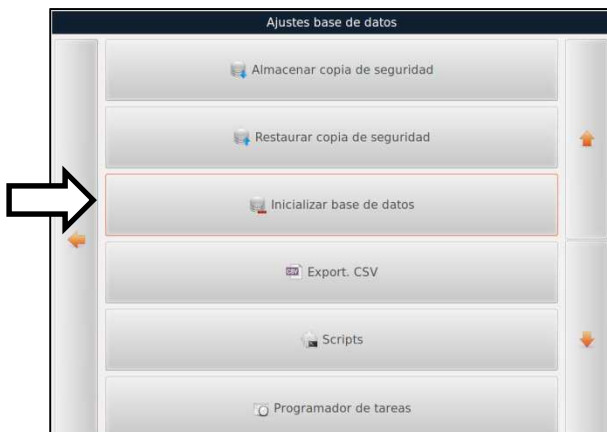 Ajustes base de datos
Almacenar copia de seguridad
Restaurar copia de seguridad
Inicializar base de datos
CSV Export. CSV
Scripts
Programador de tareas